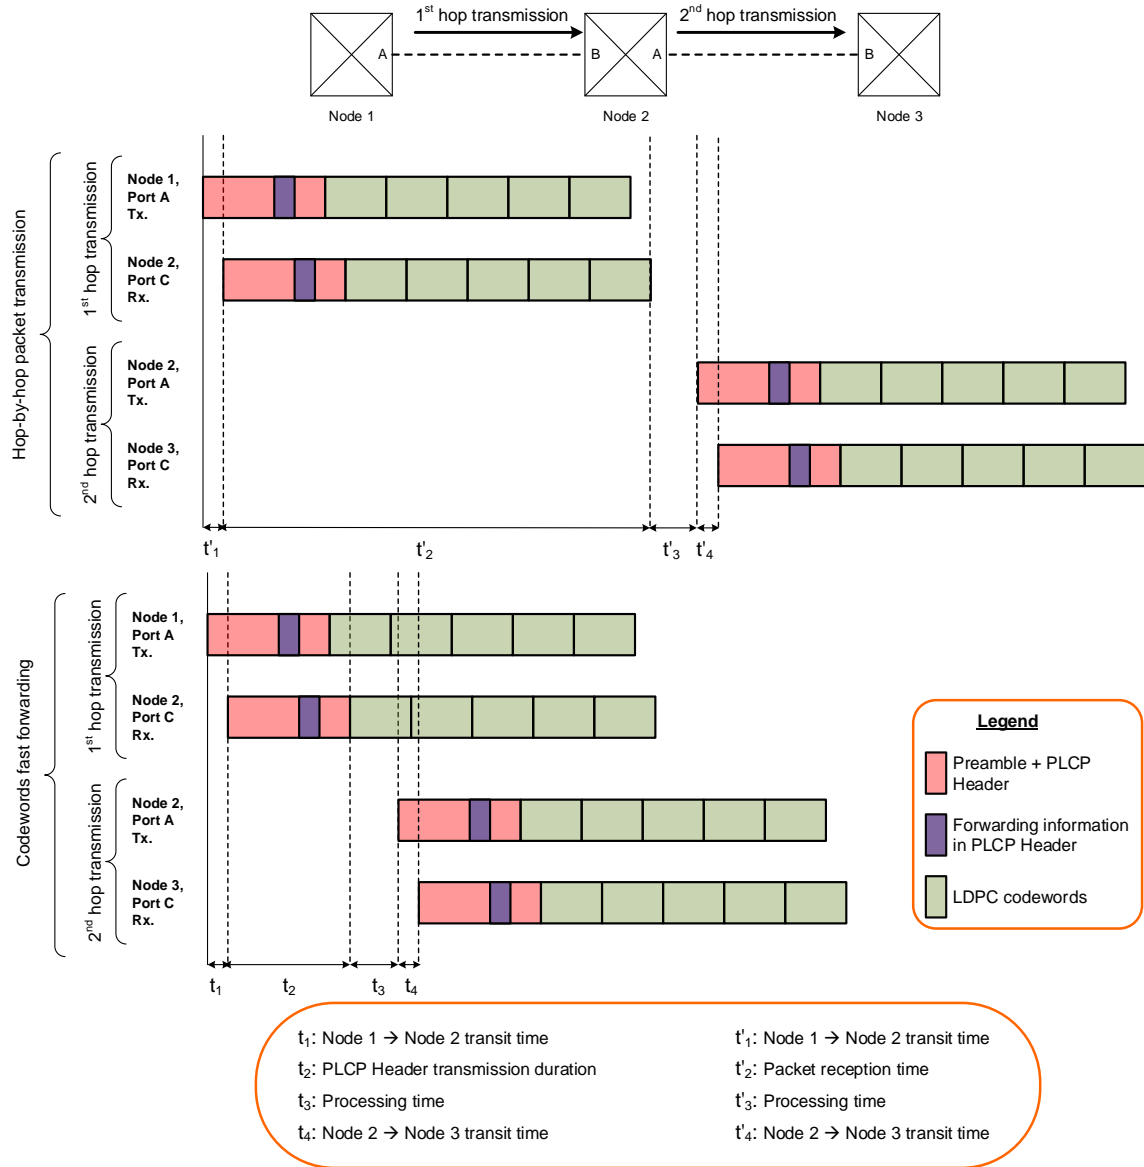 1st hop transmission
2nd hop transmission
A
B
A
B
Node 1
Node 2
Node 3
Hop-by-hop packet transmission
1st hop transmission
Node 1,
Port A
Tx.
Node 2,
Port C
Rx.
2nd hop transmission
Node 2,
Port A
Tx.
Node 3,
Port C
Rx.
t'1
t'2
t'3
t'4
Codewords fast forwarding
1st hop transmission
Node 1,
Port A
Tx.
Node 2,
Port C
Rx.
2nd hop transmission
Node 2,
Port A
Tx.
Node 3,
Port C
Rx.
t1
t2
t3
t4
Legend
Preamble + PLCP
Header
Forwarding information
in PLCP Header
LDPC codewords
t1: Node 1 → Node 2 transit time
t2: PLCP Header transmission duration
t3: Processing time
t4: Node 2 → Node 3 transit time
t'1: Node 1 → Node 2 transit time
t'2: Packet reception time
t'3: Processing time
t'4: Node 2 → Node 3 transit time